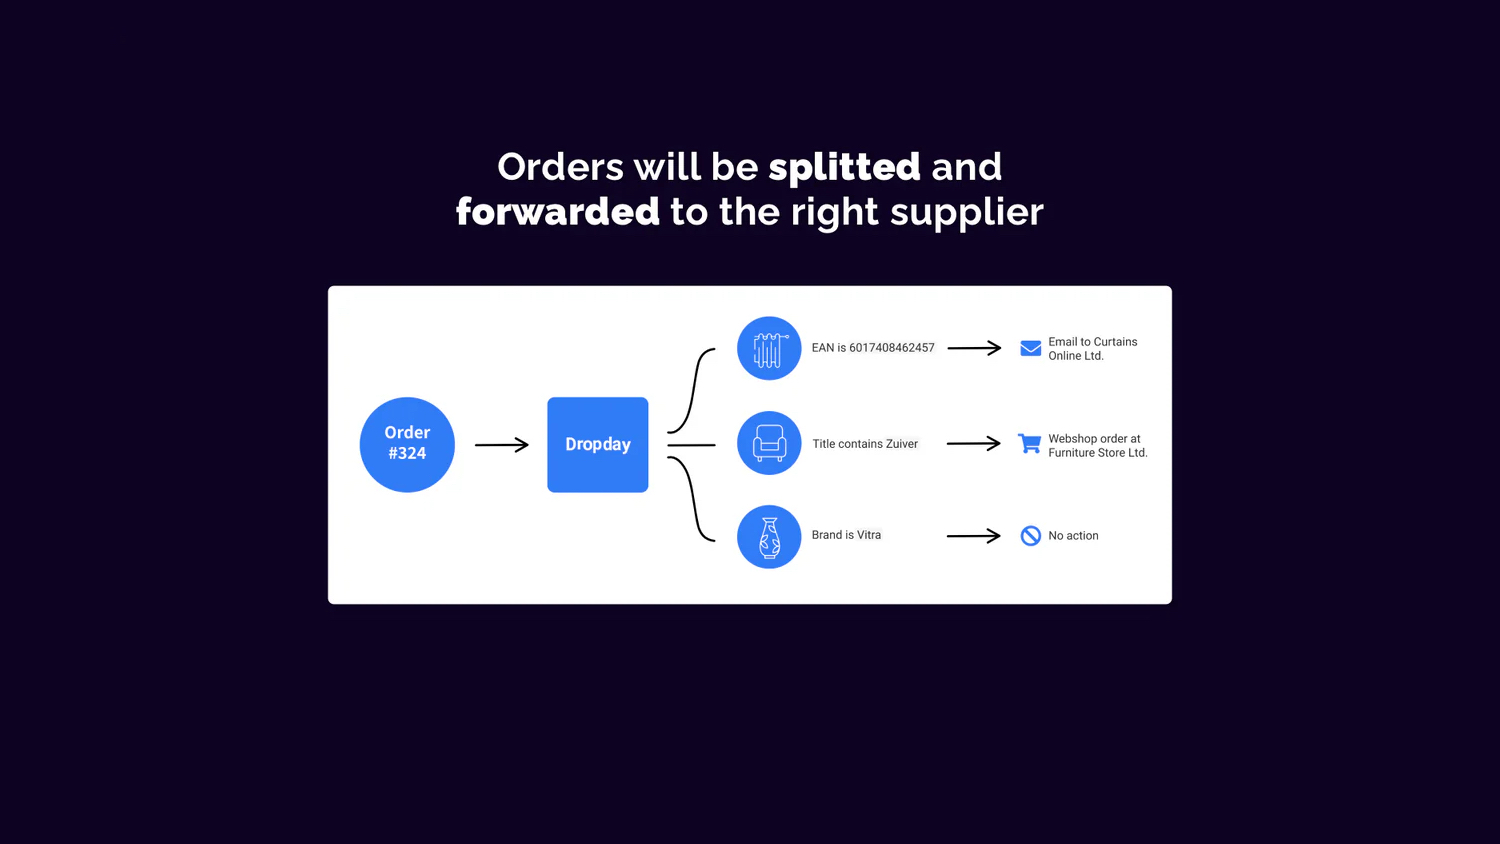 Orders will be splitted and
forwarded to the right supplier
Order
#324
Dropday
EAN is 6017408462457
Email to Curtains
Online Ltd.
Title contains Zuiver
Webshop order at
Furniture Store Ltd.
Brand is Vitra
No action